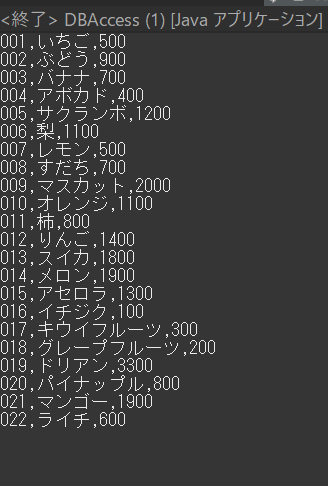 <終了> DBAccess (1) [Java アプリケーション]
001,いちご,500
002,ぶどう,900
003,バナナ,700
004,アボカド,400
005,サクランボ,1200
006,梨,1100
007,レモン,500
008,すだち,700
009,マスカット,2000
010,オレンジ,1100
011,柿,800
012,りんご,1400
013,スイカ,1800
014,メロン,1900
015,アセロラ,1300
016,イチジク,100
017,キウイフルーツ,300
018,グレープフルーツ,200
019,ドリアン,3300
020,パイナップル,800
021,マンゴー,1900
022,ライチ,600